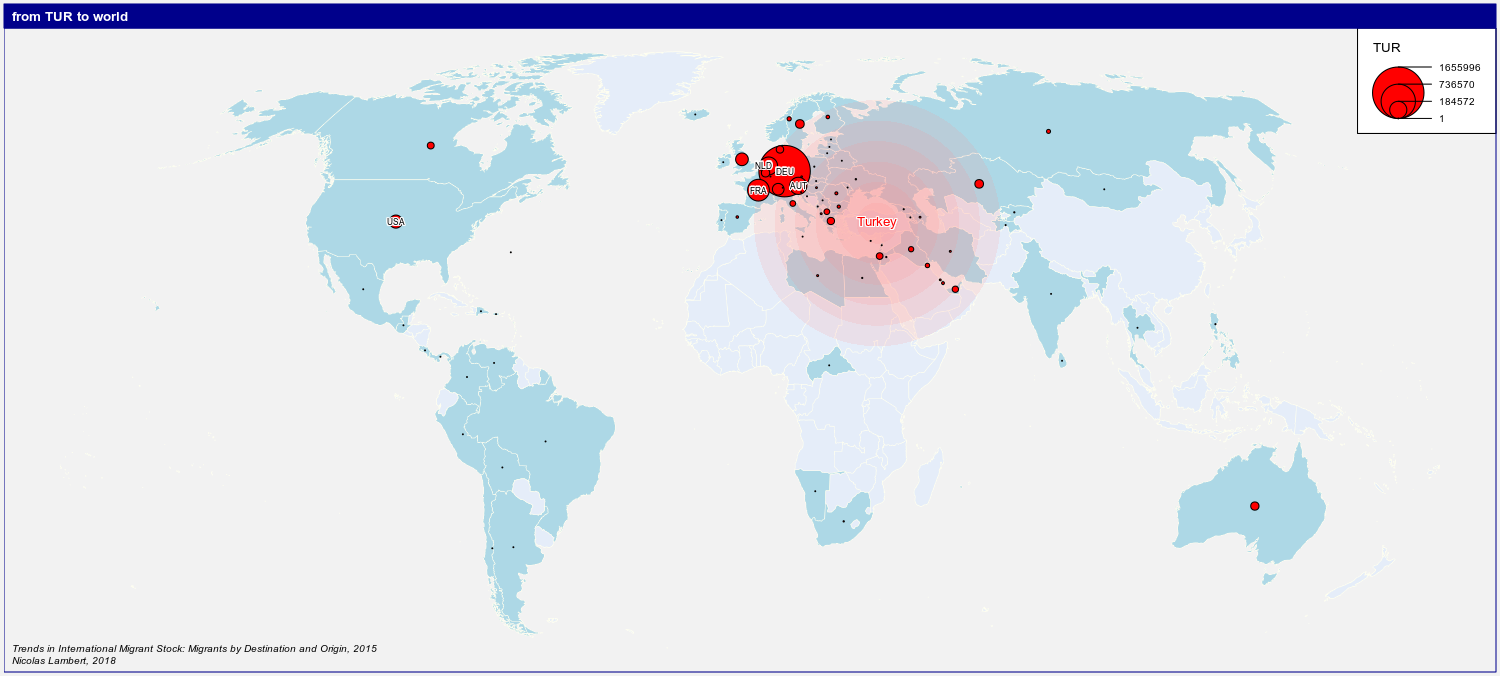 from TUR to world
TUR
1655996
736570
184572
1
NLD
DEU
FRA
AUT
USA
Turkey
Trends in International Migrant Stock: Migrants by Destination and Origin, 2015
Nicolas Lambert, 2018